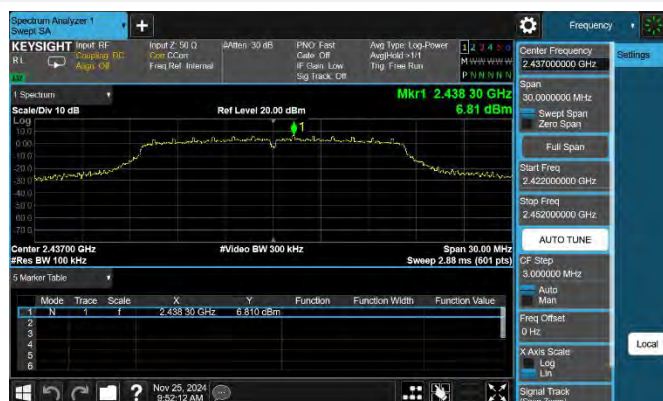 Spectrum Analyzer 1
Swept SA
Frequency
KEYSIGHT
Input: RF
Coupling: DC
Align: Off
Input Z: 50 Ω
Corr CCorr
Freq Ref: Internal
#Atten: 30 dB
PNO: Fast
Gate: Off
IF Gain: Low
Sig Track: Off
Avg Type: Log-Power
Avg|Hold:>1/1
Trig: Free Run
1 2 3 4 5 6
M W W W W W
P N N N N N
R L
1 Spectrum
Scale/Div 10 dB
Ref Level 20.00 dBm
Mkr1 2.438 30 GHz
6.81 dBm
Log
10.0
0.00
-10.0
-20.0
-30.0
-40.0
-50.0
-60.0
-70.0
1
Center 2.43700 GHz
#Video BW 300 kHz
Span 30.00 MHz
#Res BW 100 kHz
Sweep 2.88 ms (601 pts)
5 Marker Table
Mode Trace Scale X Y Function Function Width Function Value
1 N 1 f 2.438 30 GHz 6.810 dBm
2
3
4
5
6
Nov 25, 2024
9:52:12 AM
Center Frequency
2.437000000 GHz
Settings
Span
30.0000000 MHz
Swept Span
Zero Span
Full Span
Start Freq
2.422000000 GHz
Stop Freq
2.452000000 GHz
AUTO TUNE
CF Step
3.000000 MHz
Auto
Man
Freq Offset
0 Hz
X Axis Scale
Log
Lin
Local
Signal Track